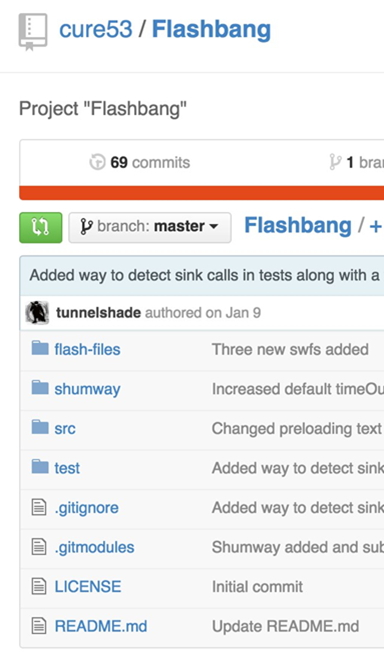 cure53 / Flashbang
Project "Flashbang"
69 commits 1 bran
branch: master Flashbang / +
Added way to detect sink calls in tests along with a
tunnelshade authored on Jan 9
flash-files Three new swfs added
shumway Increased default timeOu
src Changed preloading text
test Added way to detect sink
.gitignore Added way to detect sink
.gitmodules Shumway added and sub
LICENSE Initial commit
README.md Update README.md